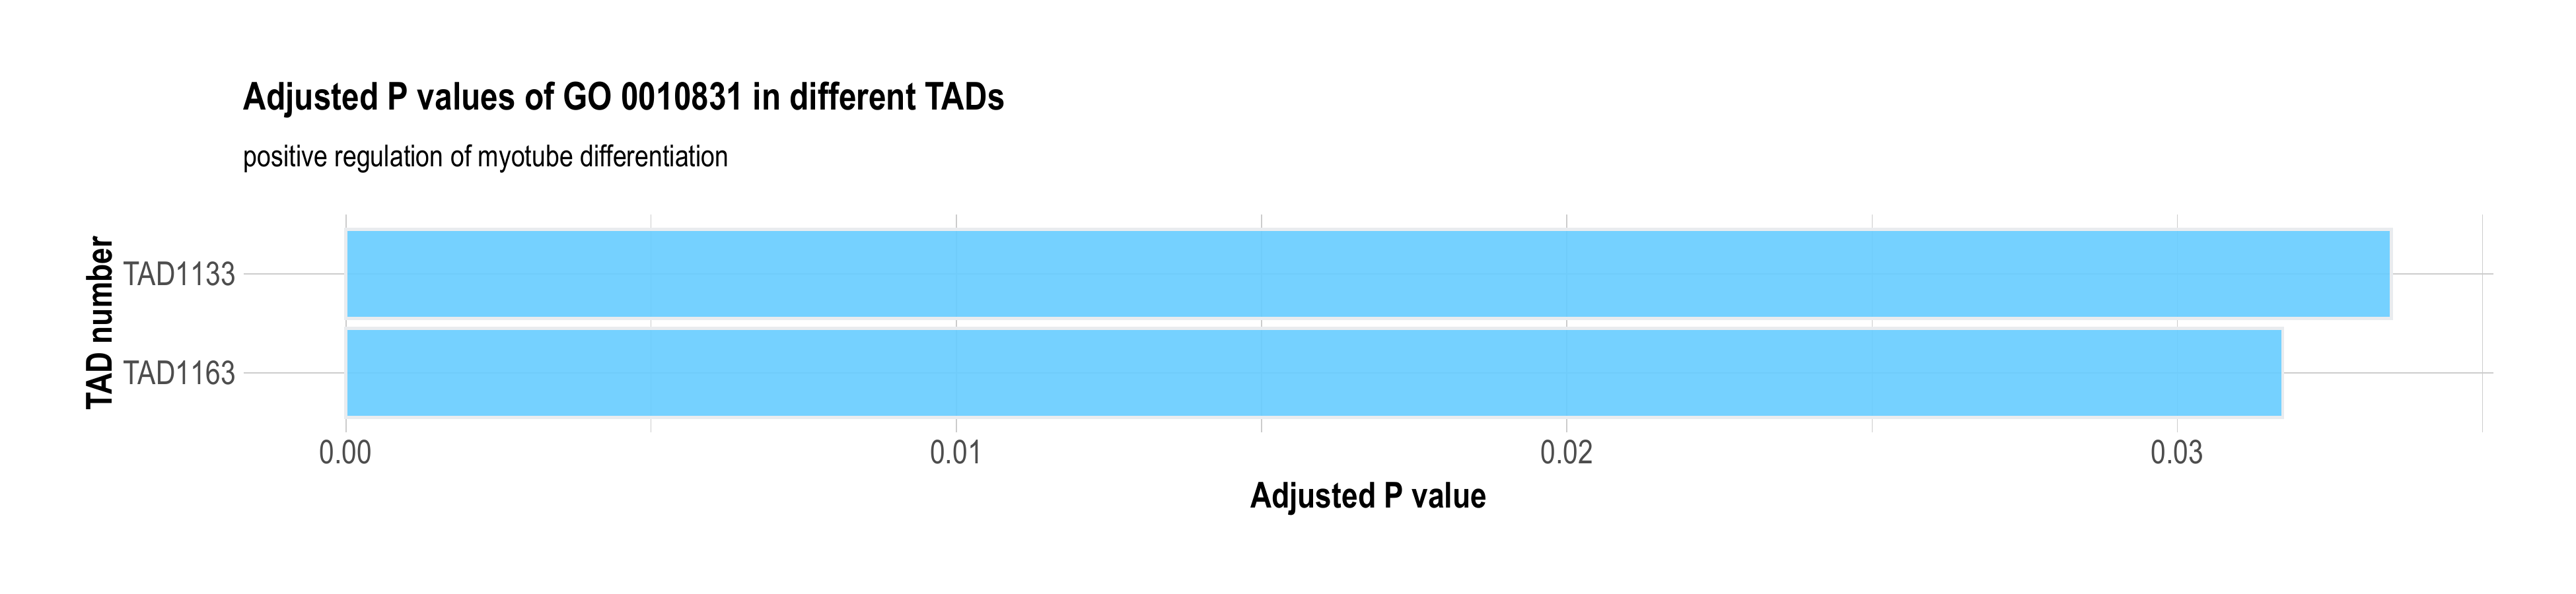 Adjusted P values of GO 0010831 in different TADs
positive regulation of myotube differentiation
TAD number
TAD1133
TAD1163
0.00 0.01 0.02 0.03
Adjusted P value